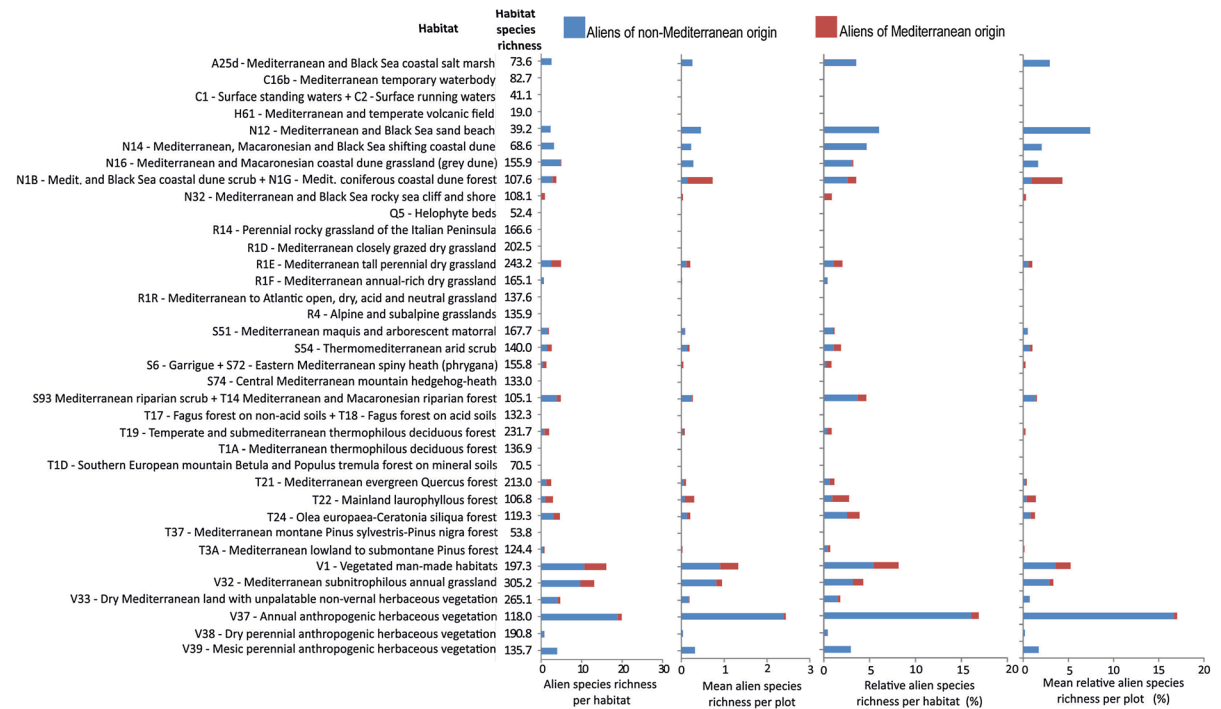 Habitat
Habitat
species
richness
Aliens of non-Mediterranean origin
Aliens of Mediterranean origin
A25d - Mediterranean and Black Sea coastal salt marsh 73.6
C16b - Mediterranean temporary waterbody 82.7
C1 - Surface standing waters + C2 - Surface running waters 41.1
H61 - Mediterranean and temperate volcanic field 19.0
N12 - Mediterranean and Black Sea sand beach 39.2
N14 - Mediterranean, Macaronesian and Black Sea shifting coastal dune 68.6
N16 - Mediterranean and Macaronesian coastal dune grassland (grey dune) 155.9
N1B - Medit. and Black Sea coastal dune scrub + N1G - Medit. coniferous coastal dune forest 107.6
N32 - Mediterranean and Black Sea rocky sea cliff and shore 108.1
Q5 - Helophyte beds 52.4
R14 - Perennial rocky grassland of the Italian Peninsula 166.6
R1D - Mediterranean closely grazed dry grassland 202.5
R1E - Mediterranean tall perennial dry grassland 243.2
R1F - Mediterranean annual-rich dry grassland 165.1
R1R - Mediterranean to Atlantic open, dry, acid and neutral grassland 137.6
R4 - Alpine and subalpine grasslands 135.9
S51 - Mediterranean maquis and arborescent matorral 167.7
S54 - Thermomediterranean arid scrub 140.0
S6 - Garrigue + S72 - Eastern Mediterranean spiny heath (phrygana) 155.8
S74 - Central Mediterranean mountain hedgehog-heath 133.0
S93 Mediterranean riparian scrub + T14 Mediterranean and Macaronesian riparian forest 105.1
T17 - Fagus forest on non-acid soils + T18 - Fagus forest on acid soils 132.3
T19 - Temperate and submediterranean thermophilous deciduous forest 231.7
T1A - Mediterranean thermophilous deciduous forest 136.9
T1D - Southern European mountain Betula and Populus tremula forest on mineral soils 70.5
T21 - Mediterranean evergreen Quercus forest 213.0
T22 - Mainland laurophyllous forest 106.8
T24 - Olea europaea-Ceratonia siliqua forest 119.3
T37 - Mediterranean montane Pinus sylvestris-Pinus nigra forest 53.8
T3A - Mediterranean lowland to submontane Pinus forest 124.4
V1 - Vegetated man-made habitats 197.3
V32 - Mediterranean subnitrophilous annual grassland 305.2
V33 - Dry Mediterranean land with unpalatable non-vernal herbaceous vegetation 265.1
V37 - Annual anthropogenic herbaceous vegetation 118.0
V38 - Dry perennial anthropogenic herbaceous vegetation 190.8
V39 - Mesic perennial anthropogenic herbaceous vegetation 135.7
0 10 20 30
Alien species richness
per habitat
0 1 2 3
Mean alien species
richness per plot
0 5 10 15 20
Relative alien species
richness per habitat (%)
0 5 10 15 20
Mean relative alien species
richness per plot (%)